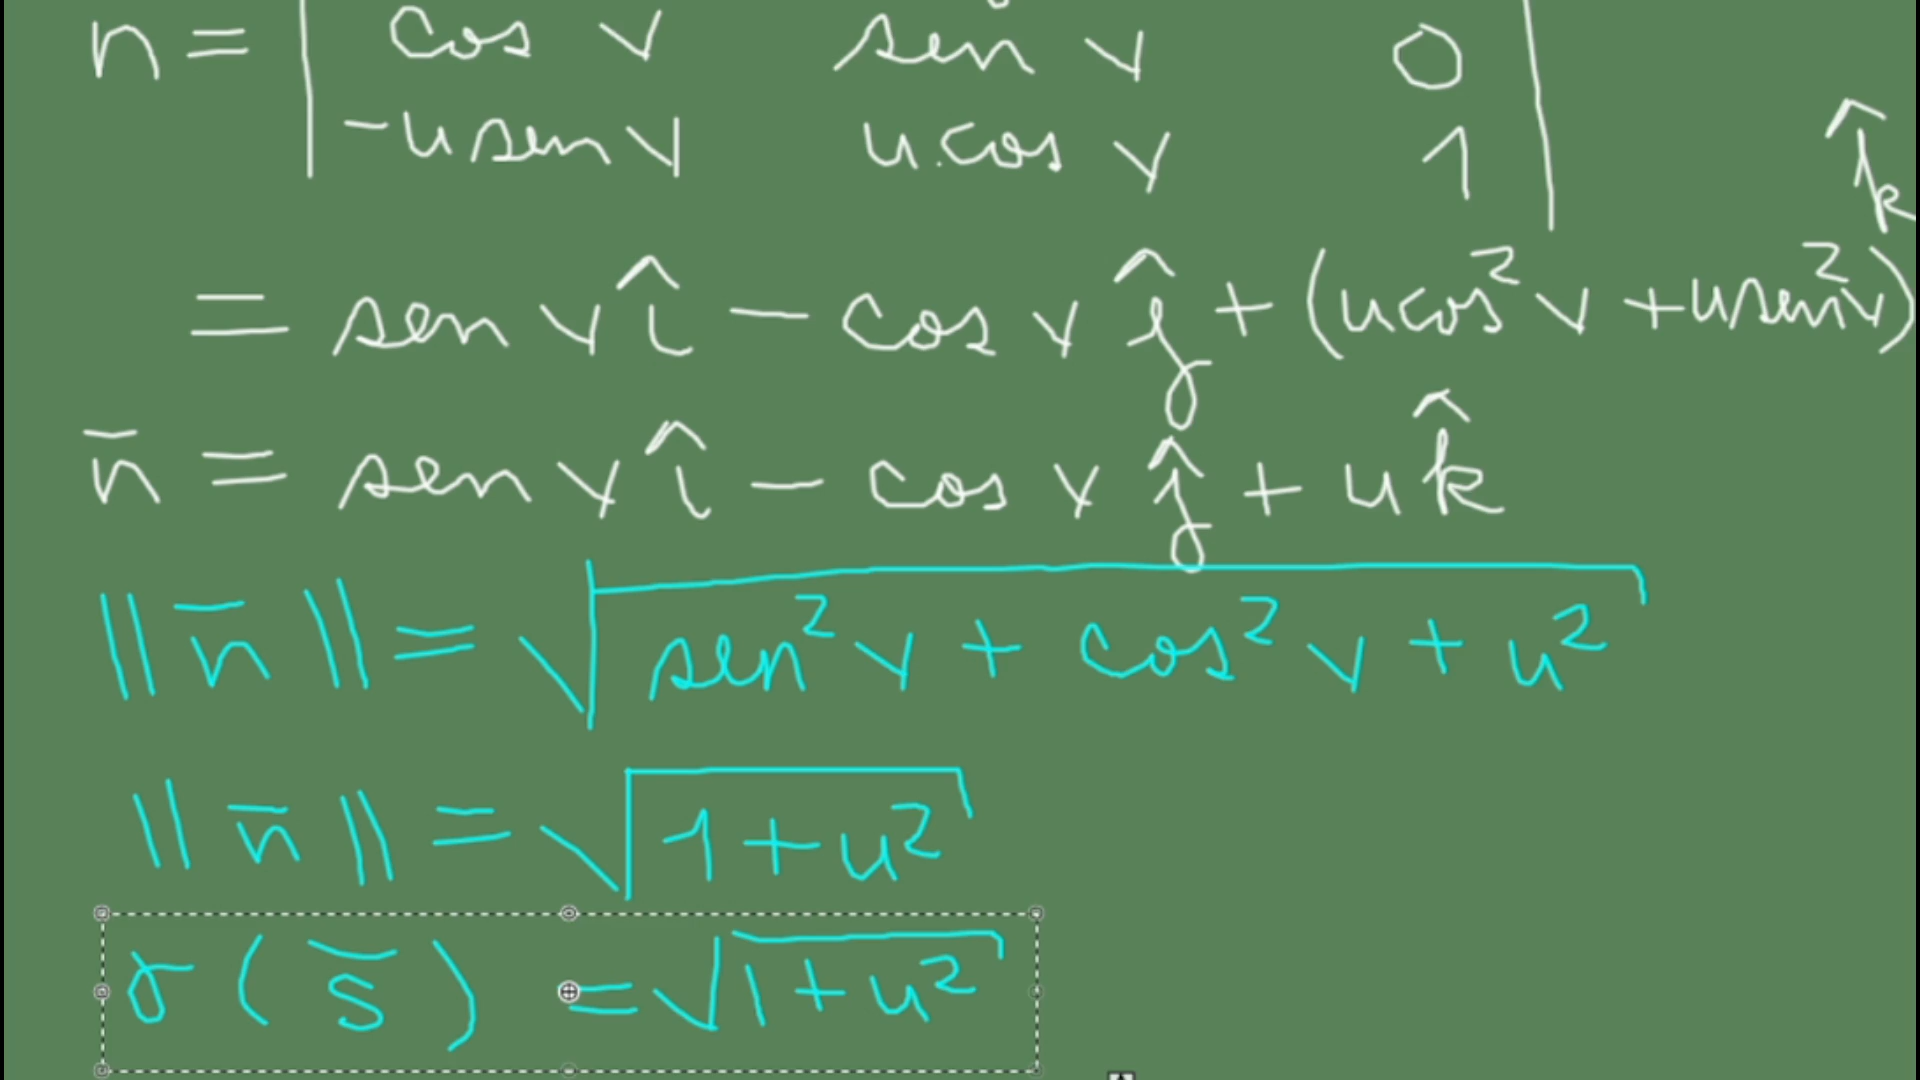 n = | cos v sen v 0 |
| -u sen v u.cos v 1 |
= sen v î - cos v ĵ + (u cos² v + u sen² v) k̂
n̄ = sen v î - cos v ĵ + u k̂
‖n̄‖ = √(sen² v + cos² v + u²)
‖n̄‖ = √(1 + u²)
σ(s̄) = √(1 + u²)